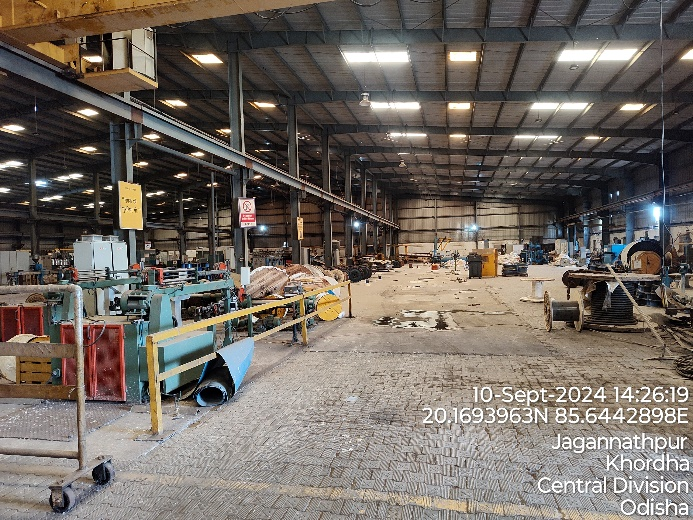 10-Sept-2024 14:26:19
20.1693963N 85.6442898E
Jagannathpur
Khordha
Central Division
Odisha